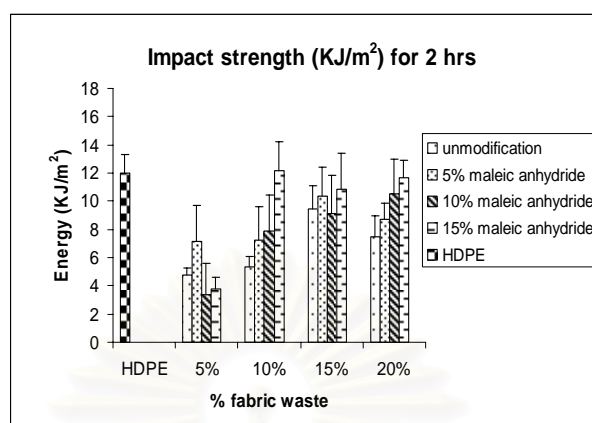 Impact strength (KJ/m²) for 2 hrs
Energy (KJ/m²)
18
16
14
12
10
8
6
4
2
0
HDPE 5% 10% 15% 20%
% fabric waste
unmodification
5% maleic anhydride
10% maleic anhydride
15% maleic anhydride
HDPE